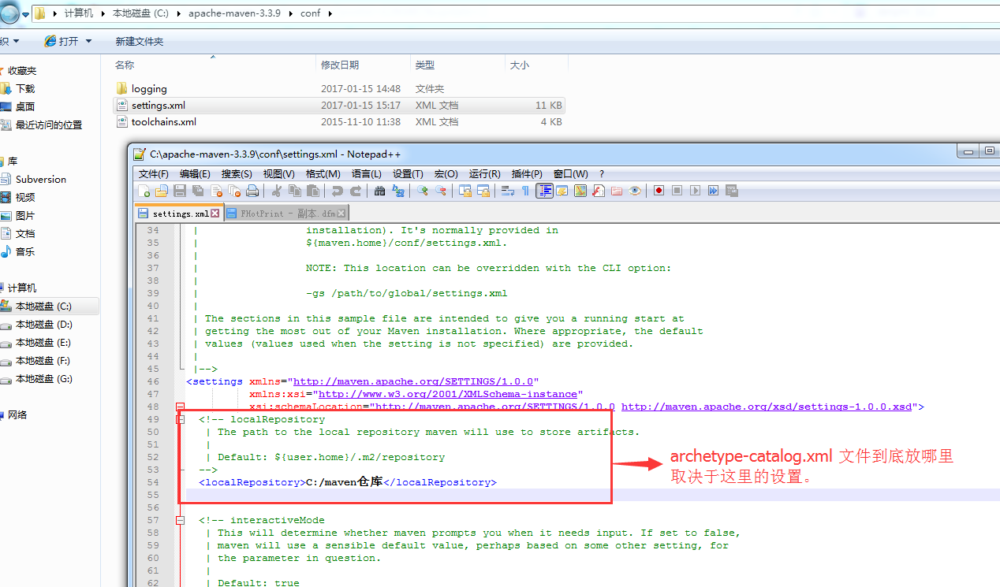 计算机 本地磁盘 (C:) apache-maven-3.3.9 conf
织 打开 新建文件夹
名称 修改日期 类型 大小
收藏夹
下载
桌面
最近访问的位置
库
Subversion
视频
图片
文档
音乐
计算机
本地磁盘 (C:)
本地磁盘 (D:)
本地磁盘 (E:)
本地磁盘 (F:)
本地磁盘 (G:)
网络
logging 2017-01-15 14:48 文件夹
settings.xml 2017-01-15 15:17 XML 文档 11 KB
toolchains.xml 2015-11-10 11:38 XML 文档 4 KB
C:\apache-maven-3.3.9\conf\settings.xml - Notepad++
文件(F) 编辑(E) 搜索(S) 视图(V) 格式(M) 语言(L) 设置(T) 宏(O) 运行(R) 插件(P) 窗口(W) ?
settings.xml FHotPrint - 副本.dfm
34 | installation). It's normally provided in
35 | ${maven.home}/conf/settings.xml.
36 |
37 | NOTE: This location can be overridden with the CLI option:
38 |
39 | -gs /path/to/global/settings.xml
40 |
41 | The sections in this sample file are intended to give you a running start at
42 | getting the most out of your Maven installation. Where appropriate, the default
43 | values (values used when the setting is not specified) are provided.
44 |
45 |-->
46 <settings xmlns="http://maven.apache.org/SETTINGS/1.0.0"
47 xmlns:xsi="http://www.w3.org/2001/XMLSchema-instance"
48 xsi:schemaLocation="http://maven.apache.org/SETTINGS/1.0.0 http://maven.apache.org/xsd/settings-1.0.0.xsd">
49 <!-- localRepository
50 | The path to the local repository maven will use to store artifacts.
51 |
52 | Default: ${user.home}/.m2/repository
53 -->
54 <localRepository>C:/maven仓库</localRepository>
55
56
57 <!-- interactiveMode
58 | This will determine whether maven prompts you when it needs input. If set to false,
59 | maven will use a sensible default value, perhaps based on some other setting, for
60 | the parameter in question.
61 |
62 | Default: true
archetype-catalog.xml 文件到底放哪里
取决于这里的设置。